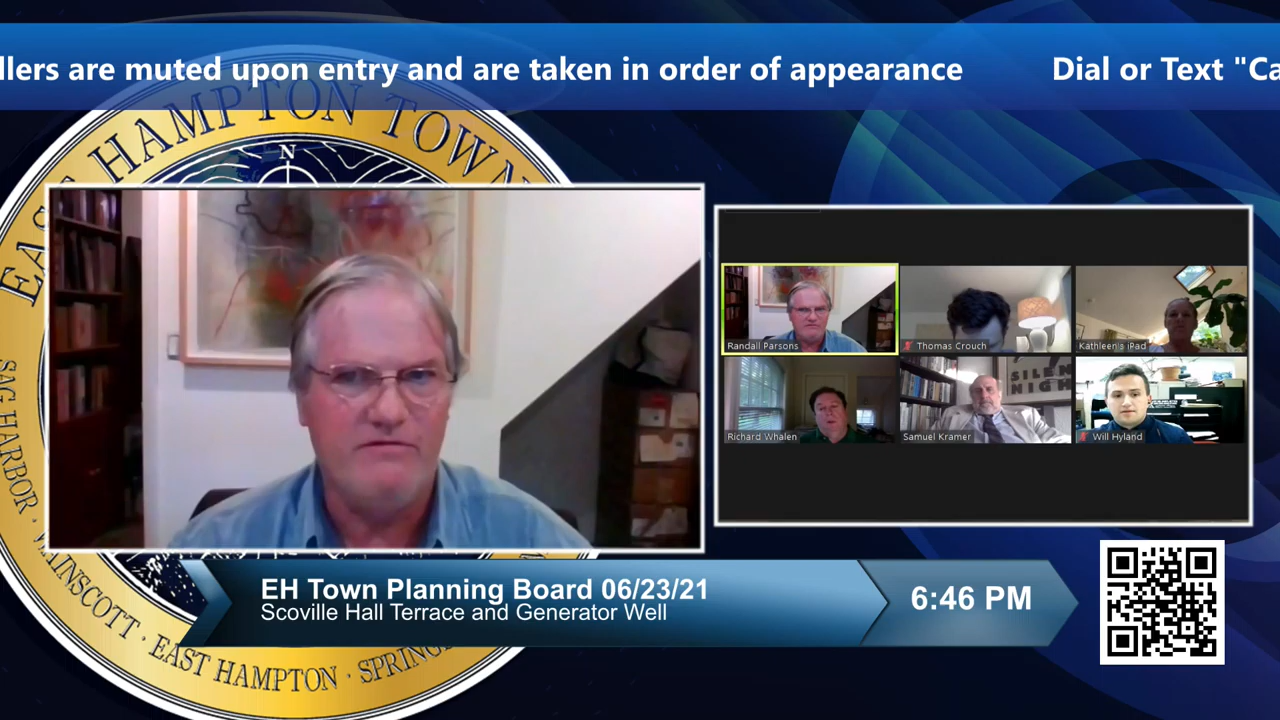 llers are muted upon entry and are taken in order of appearance Dial or Text "Ca
EAST HAMPTON TOWN
N
SAG HARBOR · WAINSCOTT · EAST HAMPTON · SPRING
Randall Parsons
Thomas Crouch
Kathleen's iPad
Richard Whalen
Samuel Kramer
Will Hyland
SILEN
NIGH
EH Town Planning Board 06/23/21
Scoville Hall Terrace and Generator Well
6:46 PM